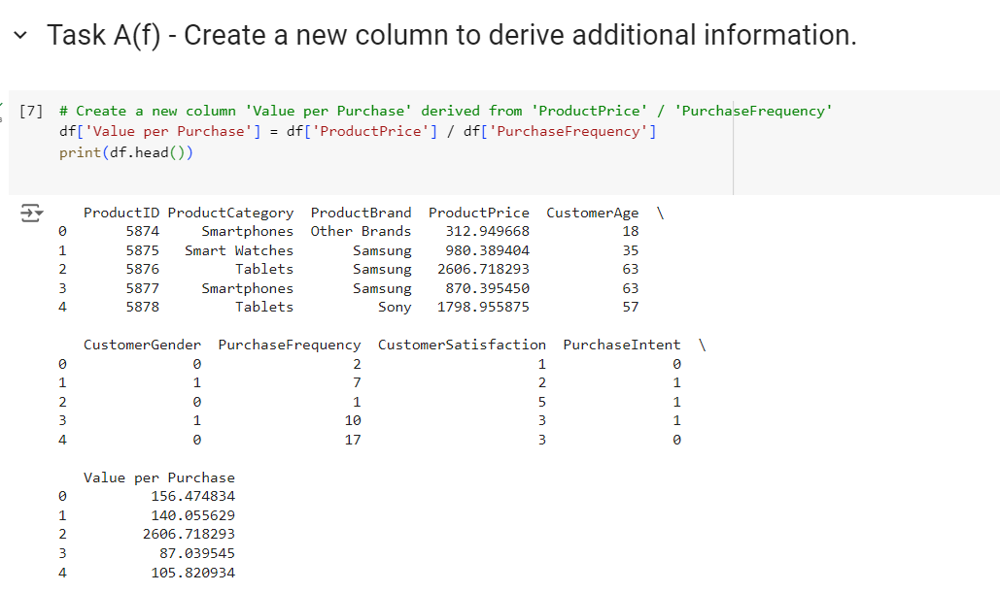 Task A(f) - Create a new column to derive additional information.
[7] # Create a new column 'Value per Purchase' derived from 'ProductPrice' / 'PurchaseFrequency'
df['Value per Purchase'] = df['ProductPrice'] / df['PurchaseFrequency']
print(df.head())
ProductID ProductCategory ProductBrand ProductPrice CustomerAge \
0 5874 Smartphones Other Brands 312.949668 18
1 5875 Smart Watches Samsung 980.389404 35
2 5876 Tablets Samsung 2606.718293 63
3 5877 Smartphones Samsung 870.395450 63
4 5878 Tablets Sony 1798.955875 57
CustomerGender PurchaseFrequency CustomerSatisfaction PurchaseIntent \
0 0 2 1 0
1 1 7 2 1
2 0 1 5 1
3 1 10 3 1
4 0 17 3 0
Value per Purchase
0 156.474834
1 140.055629
2 2606.718293
3 87.039545
4 105.820934